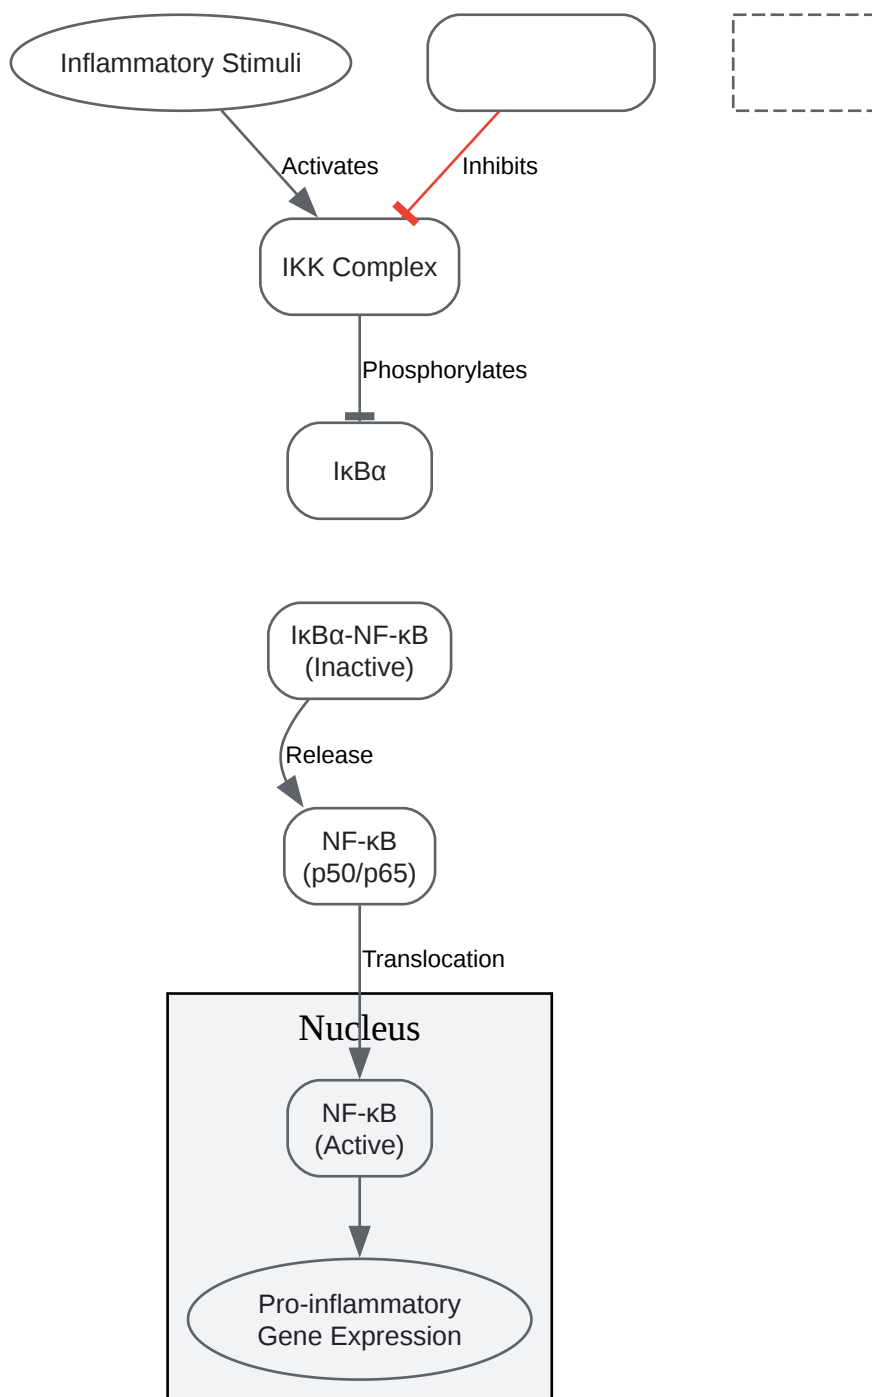 Inflammatory Stimuli
Activates
Inhibits
IKK Complex
Phosphorylates
IκBα
IκBα-NF-κB
(Inactive)
Release
NF-κB
(p50/p65)
Translocation
Nucleus
NF-κB
(Active)
Pro-inflammatory
Gene Expression